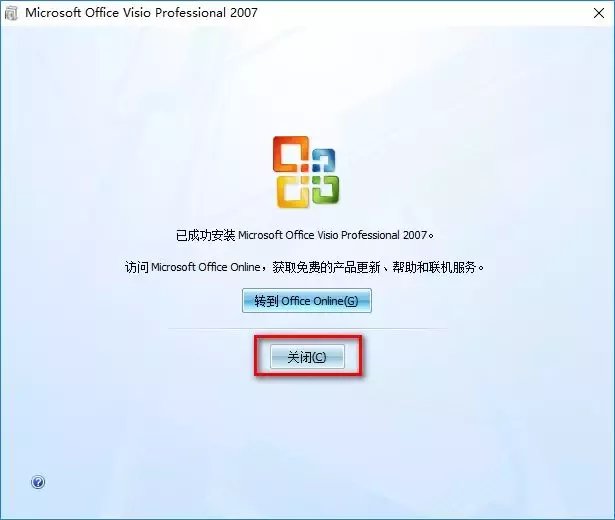 Microsoft Office Visio Professional 2007
已成功安装 Microsoft Office Visio Professional 2007。
访问 Microsoft Office Online，获取免费的产品更新、帮助和联机服务。
转到 Office Online(G)
关闭(C)
?